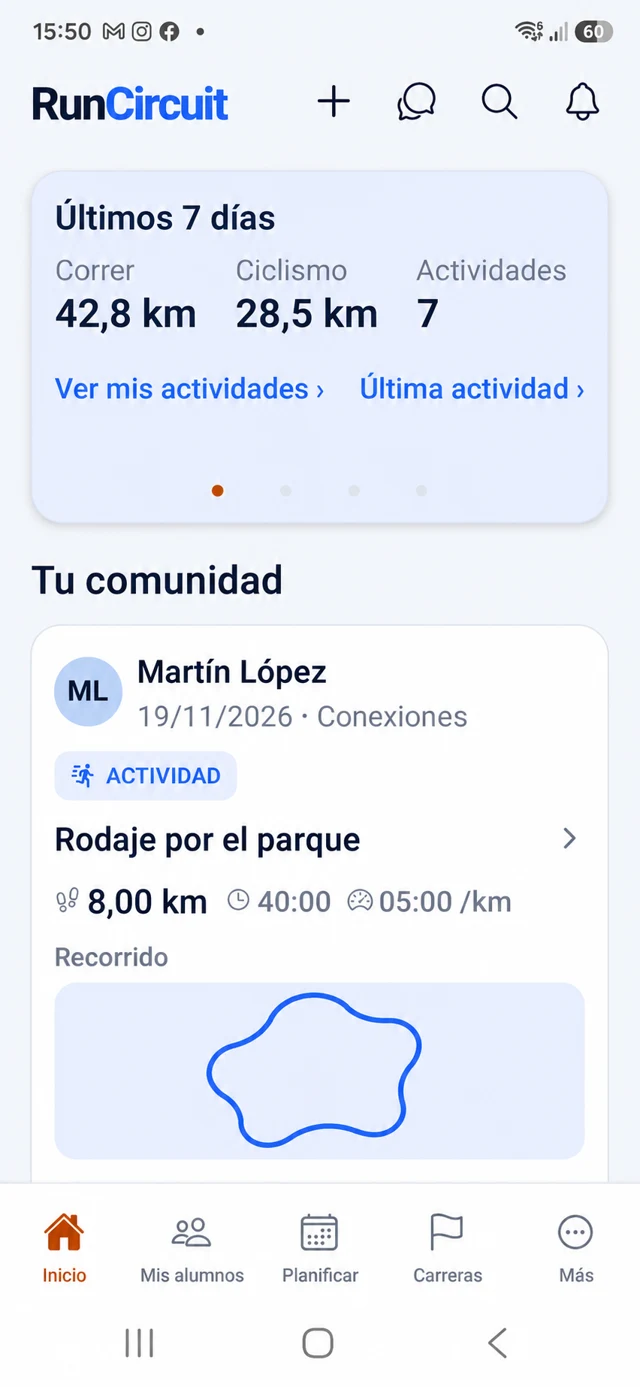 15:50
6
60
RunCircuit
Últimos 7 días
Correr Ciclismo Actividades
42,8 km 28,5 km 7
Ver mis actividades › Última actividad ›
Tu comunidad
ML
Martín López
19/11/2026 · Conexiones
ACTIVIDAD
Rodaje por el parque
8,00 km 40:00 05:00 /km
Recorrido
Inicio Mis alumnos Planificar Carreras Más